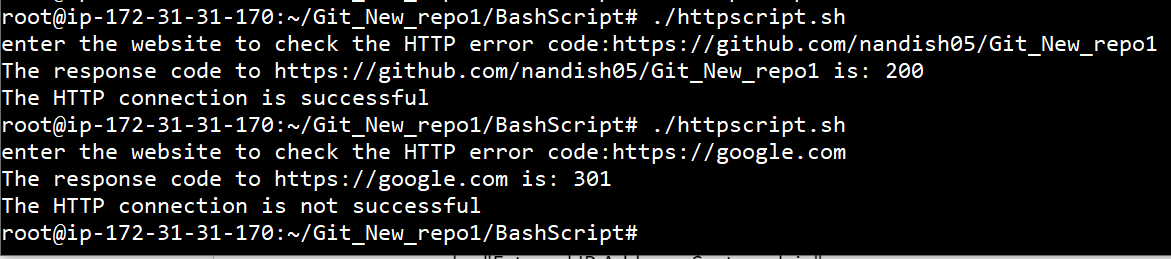 root@ip-172-31-31-170:~/Git_New_repo1/BashScript# ./httpscript.sh
enter the website to check the HTTP error code:https://github.com/nandish05/Git_New_repo1
The response code to https://github.com/nandish05/Git_New_repo1 is: 200
The HTTP connection is successful
root@ip-172-31-31-170:~/Git_New_repo1/BashScript# ./httpscript.sh
enter the website to check the HTTP error code:https://google.com
The response code to https://google.com is: 301
The HTTP connection is not successful
root@ip-172-31-31-170:~/Git_New_repo1/BashScript#